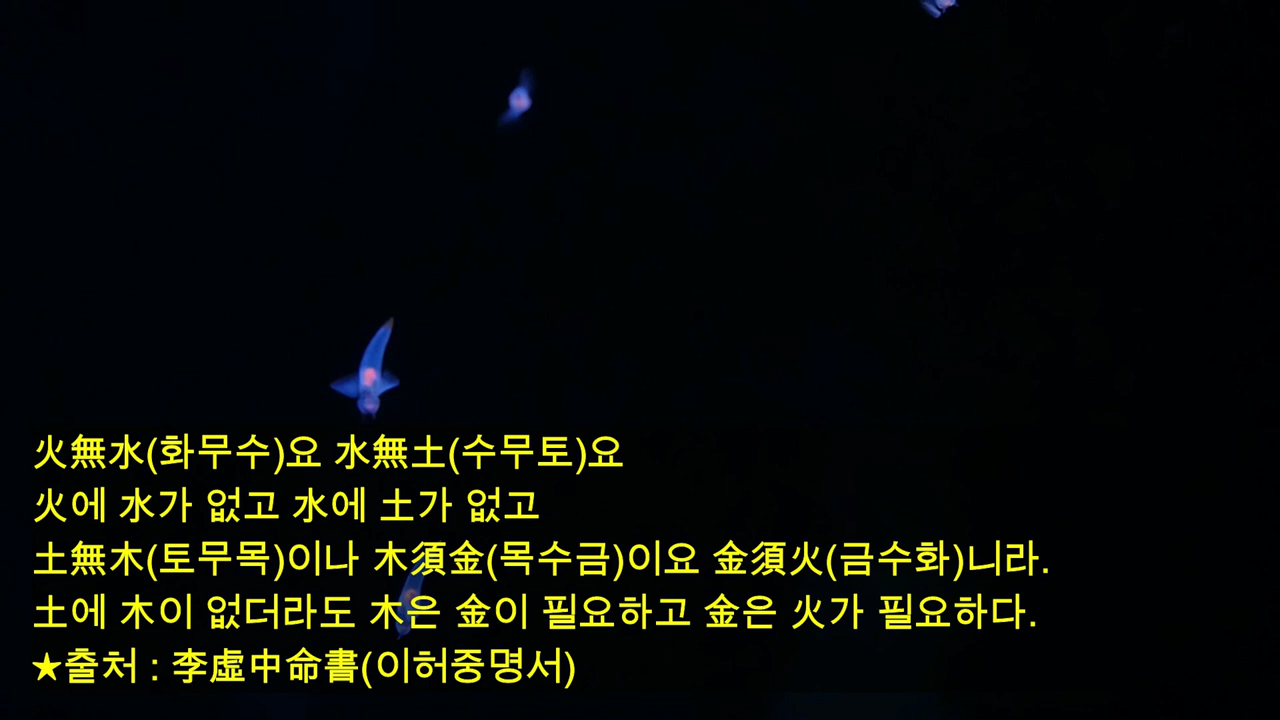 火無水(화무수)요 水無土(수무토)요
火에 水가 없고 水에 土가 없고
土無木(토무목)이나 木須金(목수금)이요 金須火(금수화)니라.
土에 木이 없더라도 木은 金이 필요하고 金은 火가 필요하다.
★출처 : 李虛中命書(이허중명서)